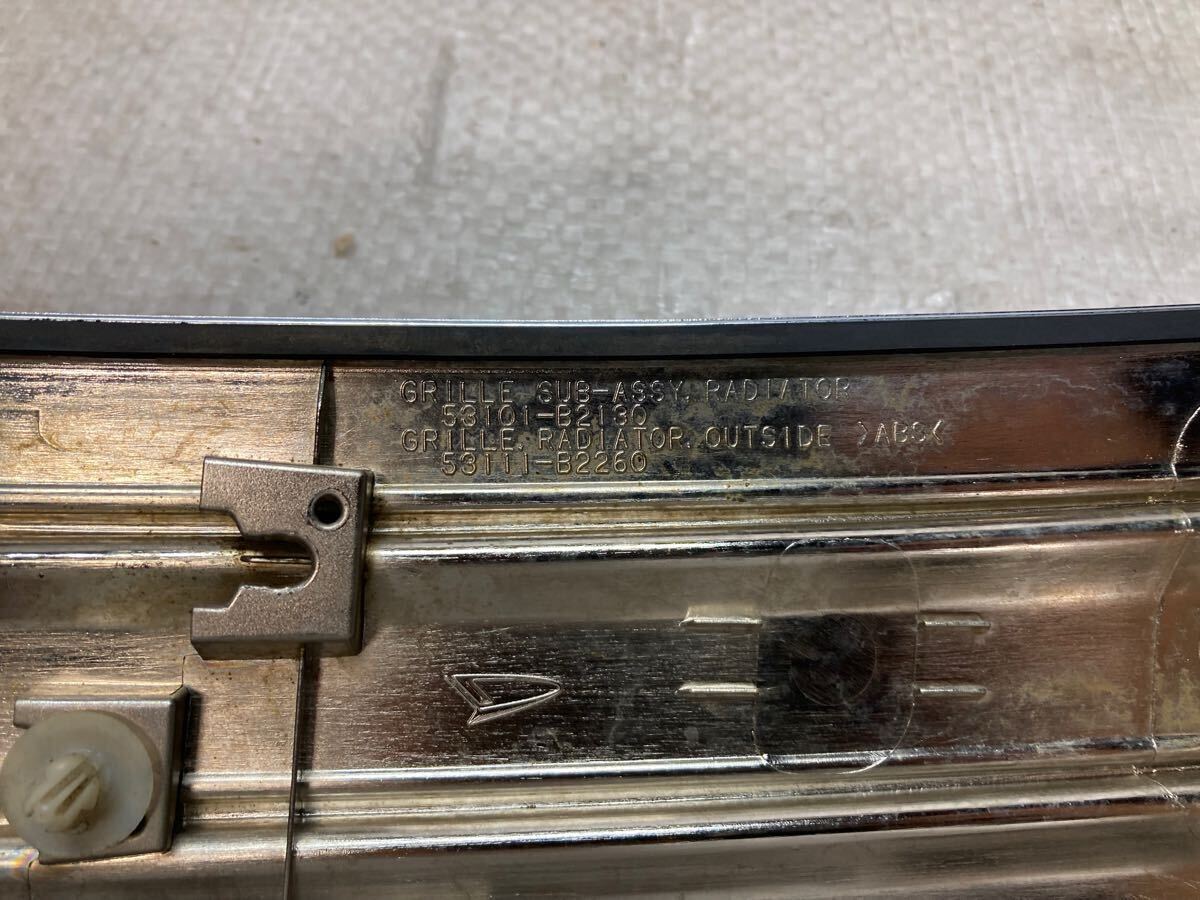 GRILLE SUB-ASSY, RADIATOR
53101-B2130
GRILLE, RADIATOR, OUTSIDE >ABS<
53111-B2260